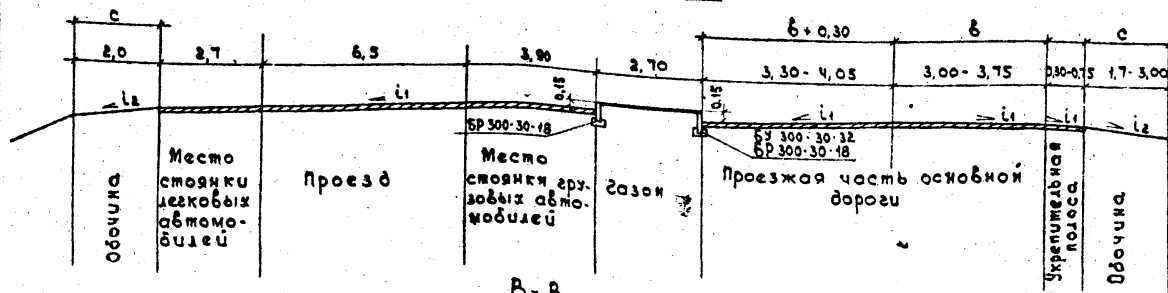 c
в + 0,30
в
c
2,0
2,7
6,5
3,90
2,70
3,30 - 4,05
3,00 - 3,75
0,30-0,75
1,7 - 3,00
i2
i1
0,15
0,15
i1
i1
i1
i2
БР 300·30·18
БУ 300·30·32
БР 300·30·18
Обочина
Место
стоянки
легковых
автомо-
билей
Проезд
Место
стоянки гру-
зовых авто-
мобилей
Газон
Проезжая часть основной
дороги
Укрепительная
полоса
Обочина
В - В